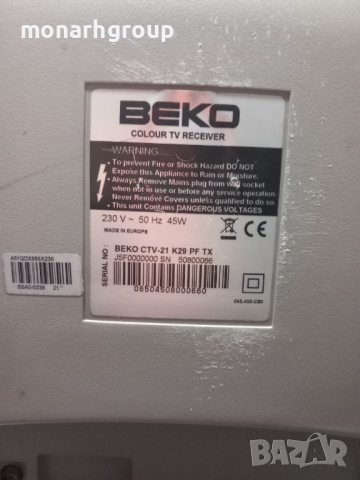 monarhgroup
BEKO
COLOUR TV RECEIVER
WARNING
To prevent Fire or Shock Hazard DO NOT
Expose this Appliance to Rain or Moisture.
Always Remove Mains plug from wall socket
when not in use or before any service operation.
Never Remove Covers unless qualified to do so.
This unit Contains DANGEROUS VOLTAGES
230 V ~ 50 Hz 45W
MADE IN EUROPE
SERIAL NO :
BEKO CTV-21 K29 PF TX
J5F0000000 SN 50800066
06504508000660
21"
BAZAR